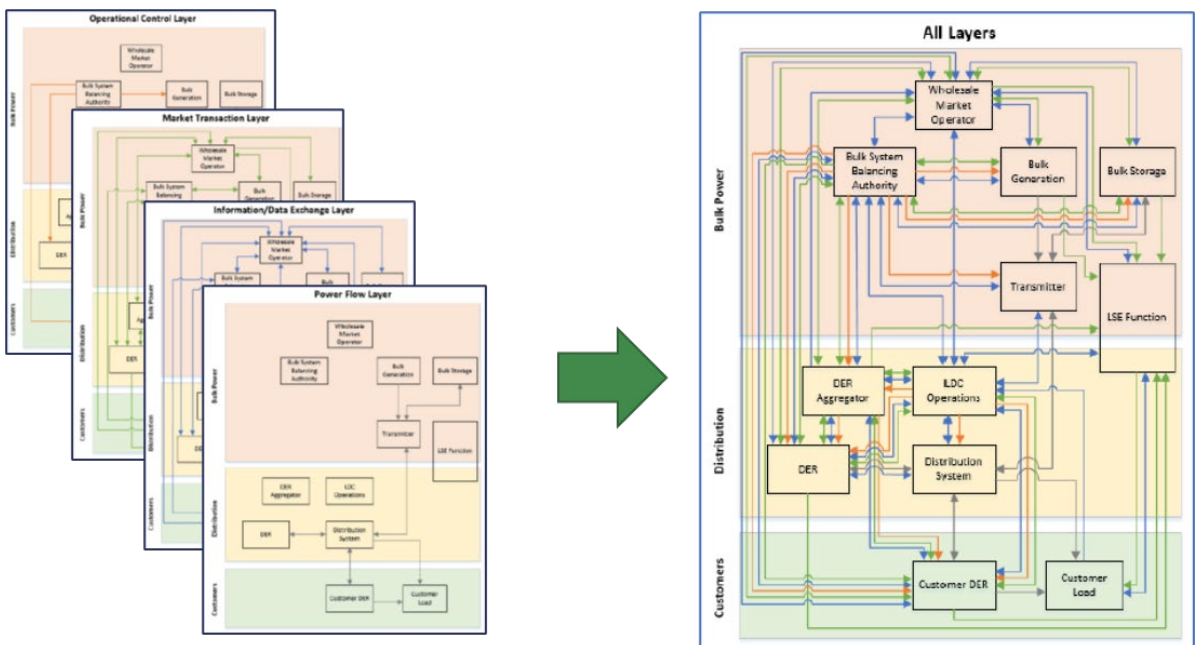 Operational Control Layer
Wholesale
Market
Operator
Bulk System
Balancing
Authority
Bulk
Generation
Bulk Storage
Bulk Power
Distribution
Customers
DER
Market Transaction Layer
Wholesale
Market
Operator
Bulk System
Balancing
Bulk
Generation
Bulk Storage
Bulk Power
Distribution
Customers
DER
Information/Data Exchange Layer
Wholesale
Market
Operator
Bulk System
Bulk
Bulk Power
Distribution
Customers
Power Flow Layer
Wholesale
Market
Operator
Bulk System
Balancing
Authority
Bulk
Generation
Bulk Storage
Transmitter
LSE Function
Bulk Power
DER
Aggregator
LDC
Operations
DER
Distribution
System
Distribution
Customer DER
Customer
Load
Customers
All Layers
Wholesale
Market
Operator
Bulk System
Balancing
Authority
Bulk
Generation
Bulk Storage
Transmitter
LSE Function
Bulk Power
DER
Aggregator
LDC
Operations
DER
Distribution
System
Distribution
Customer DER
Customer
Load
Customers